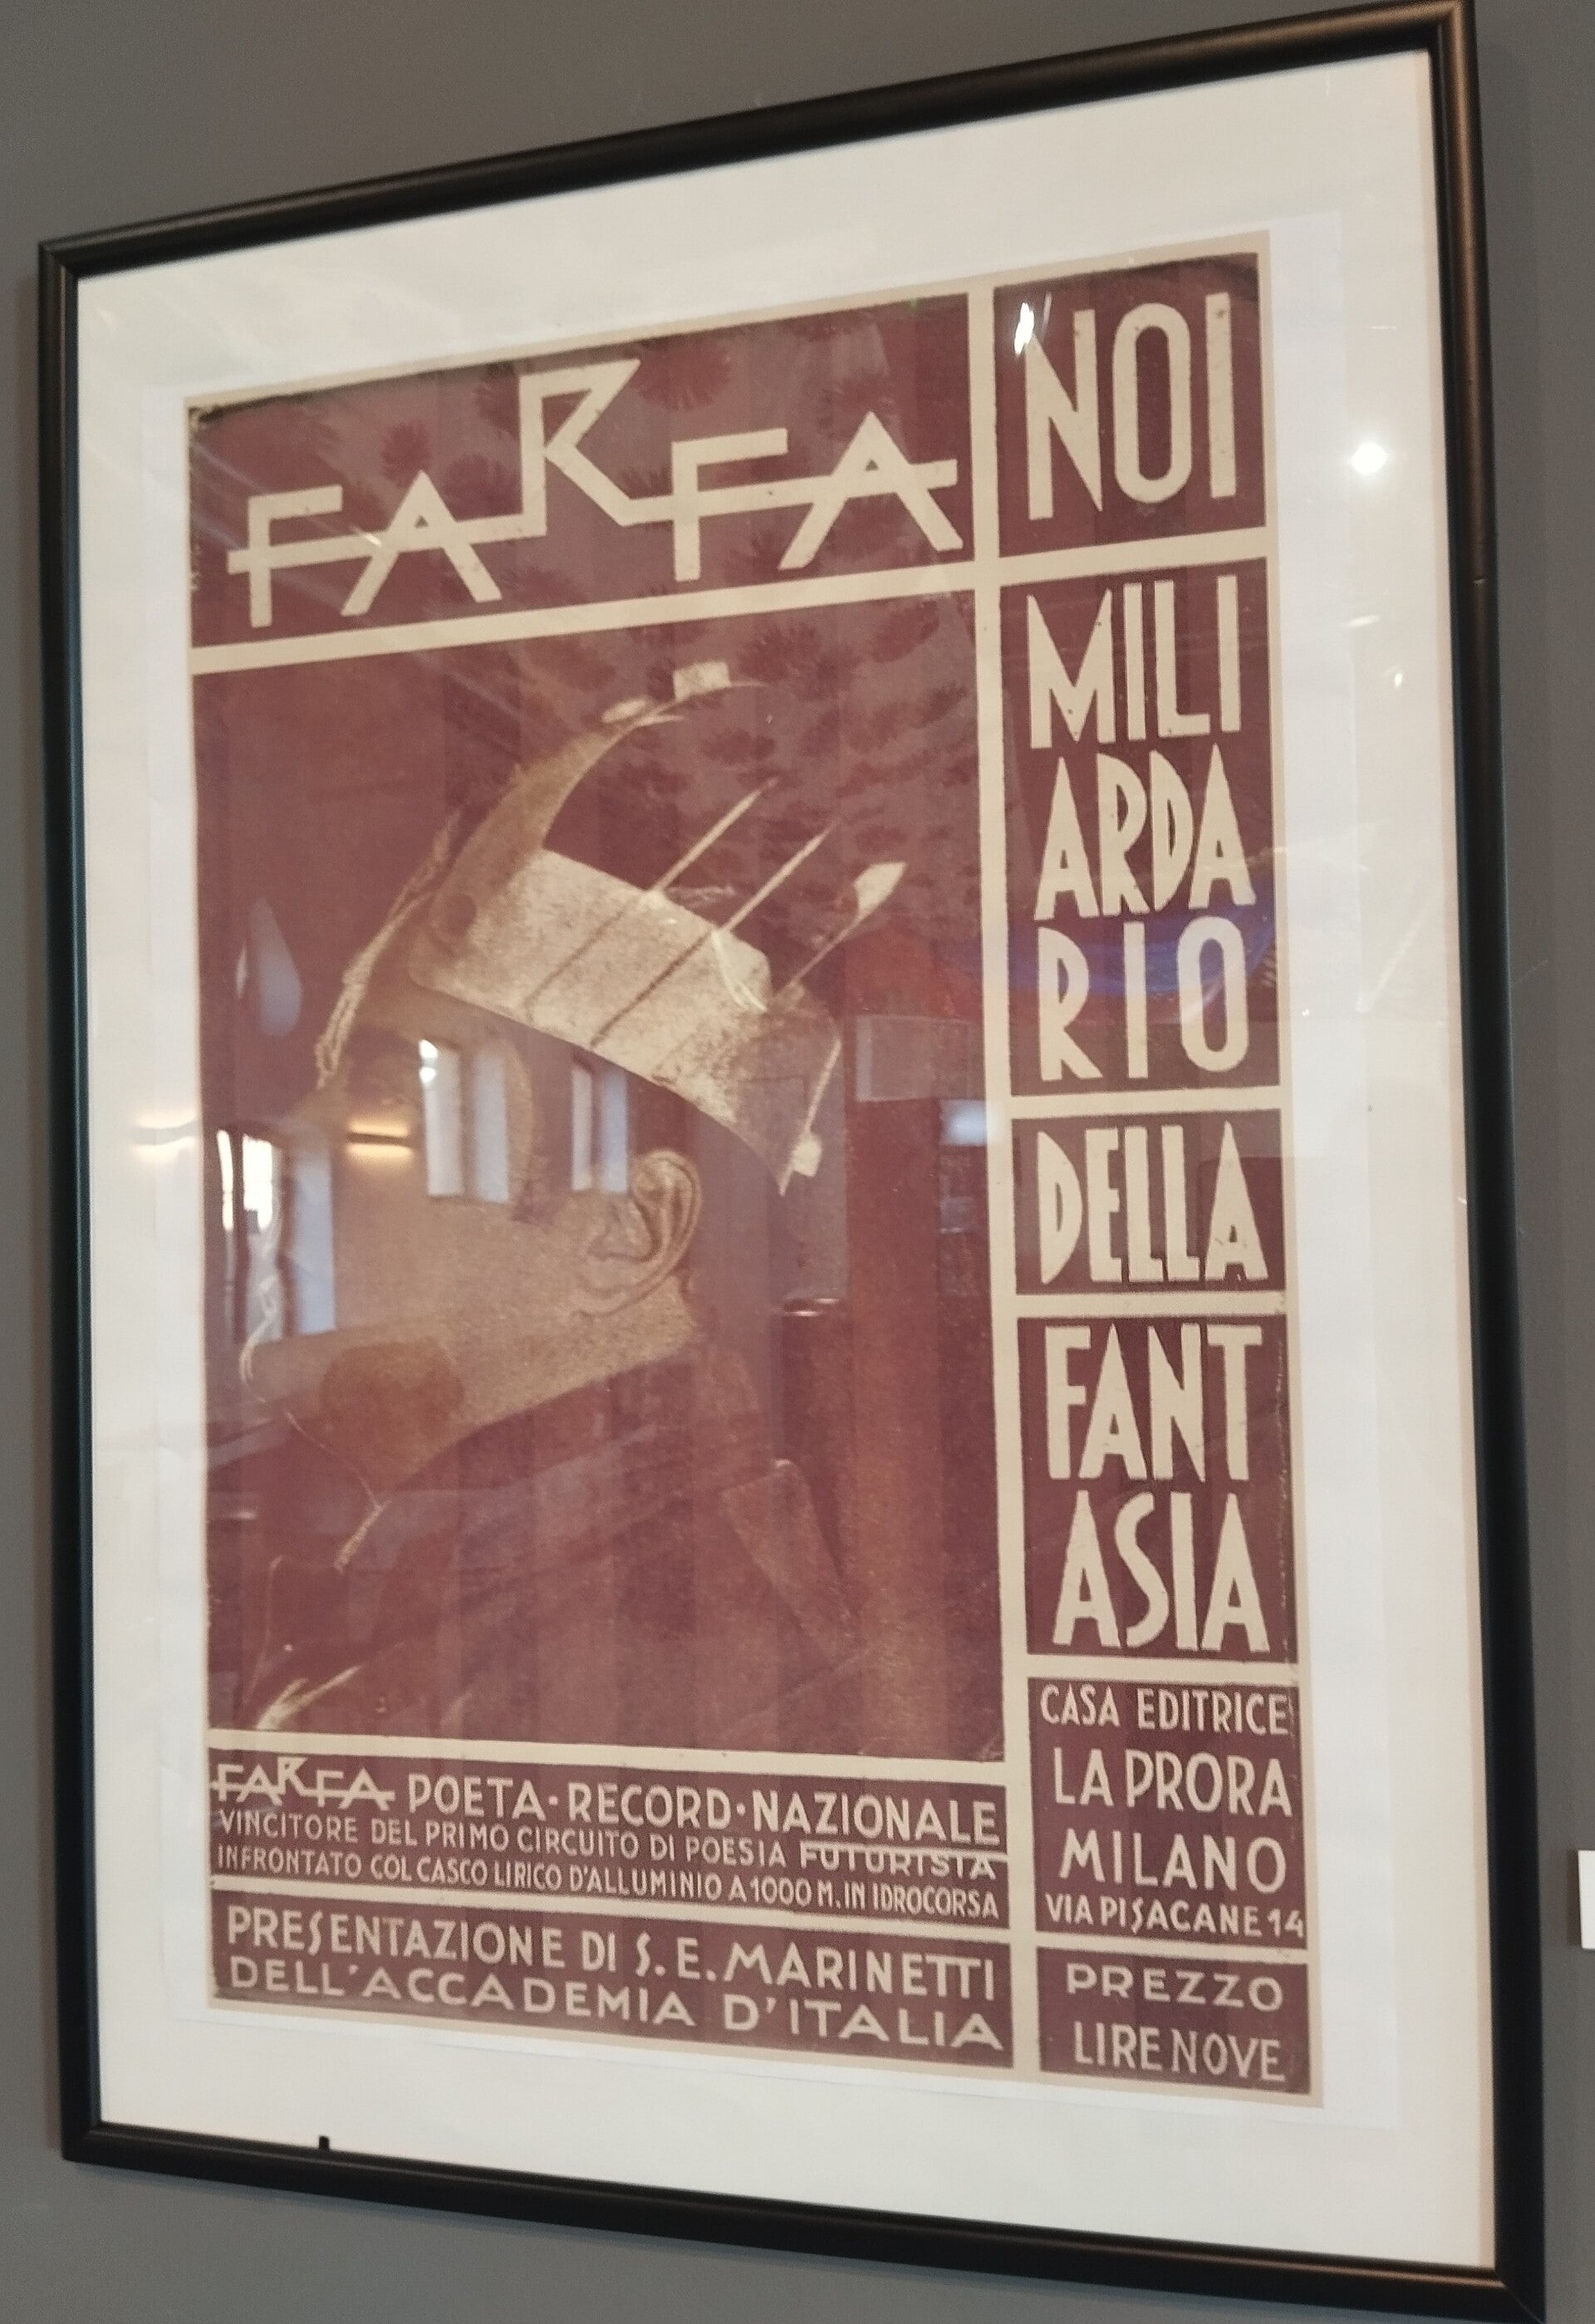 FARFA
NOI
MILI
ARDA
RIO
DELLA
FANT
ASIA
CASA EDITRICE
LA PRORA
MILANO
VIA PISACANE 14
PREZZO
LIRE NOVE
FARFA POETA·RECORD·NAZIONALE
VINCITORE DEL PRIMO CIRCUITO DI POESIA FUTURISTA
INFRONTATO COL CASCO LIRICO D'ALLUMINIO A 1000 M. IN IDROCORSA
PRESENTAZIONE DI S. E. MARINETTI
DELL'ACCADEMIA D'ITALIA